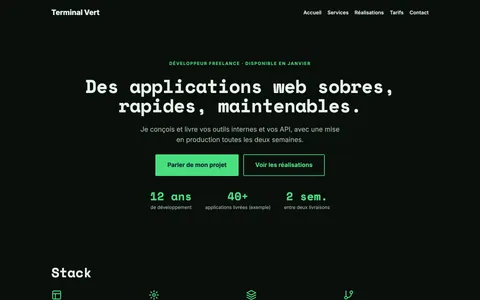 Terminal Vert
Accueil Services Réalisations Tarifs Contact
DÉVELOPPEUR FREELANCE · DISPONIBLE EN JANVIER
Des applications web sobres,
rapides, maintenables.
Je conçois et livre vos outils internes et vos API, avec une mise
en production toutes les deux semaines.
Parler de mon projet Voir les réalisations
12 ans 40+ 2 sem.
de développement applications livrées (exemple) entre deux livraisons
Stack